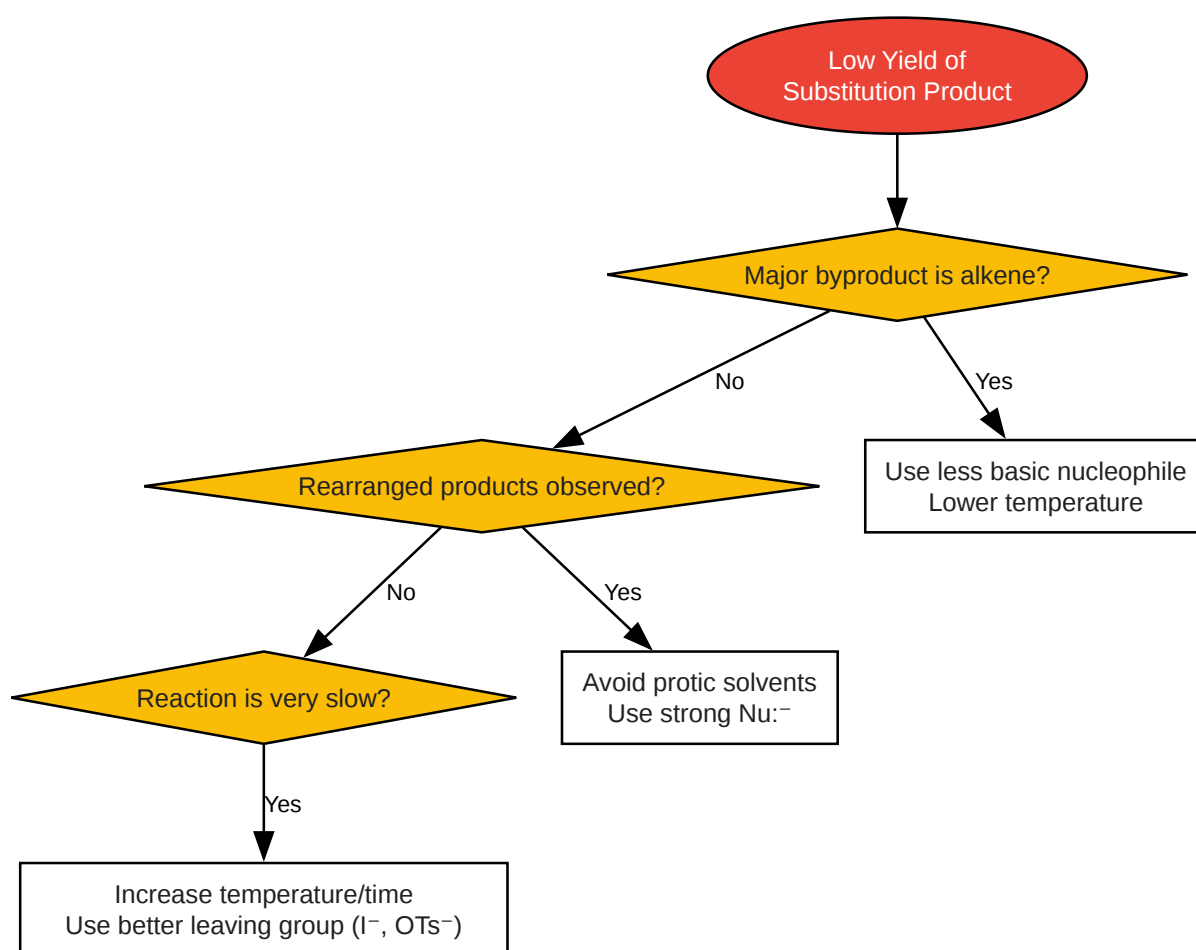 Low Yield of
Substitution Product
Major byproduct is alkene?
No
Yes
Rearranged products observed?
Use less basic nucleophile
Lower temperature
No
Yes
Reaction is very slow?
Avoid protic solvents
Use strong Nu:⁻
Yes
Increase temperature/time
Use better leaving group (I⁻, OTs⁻)